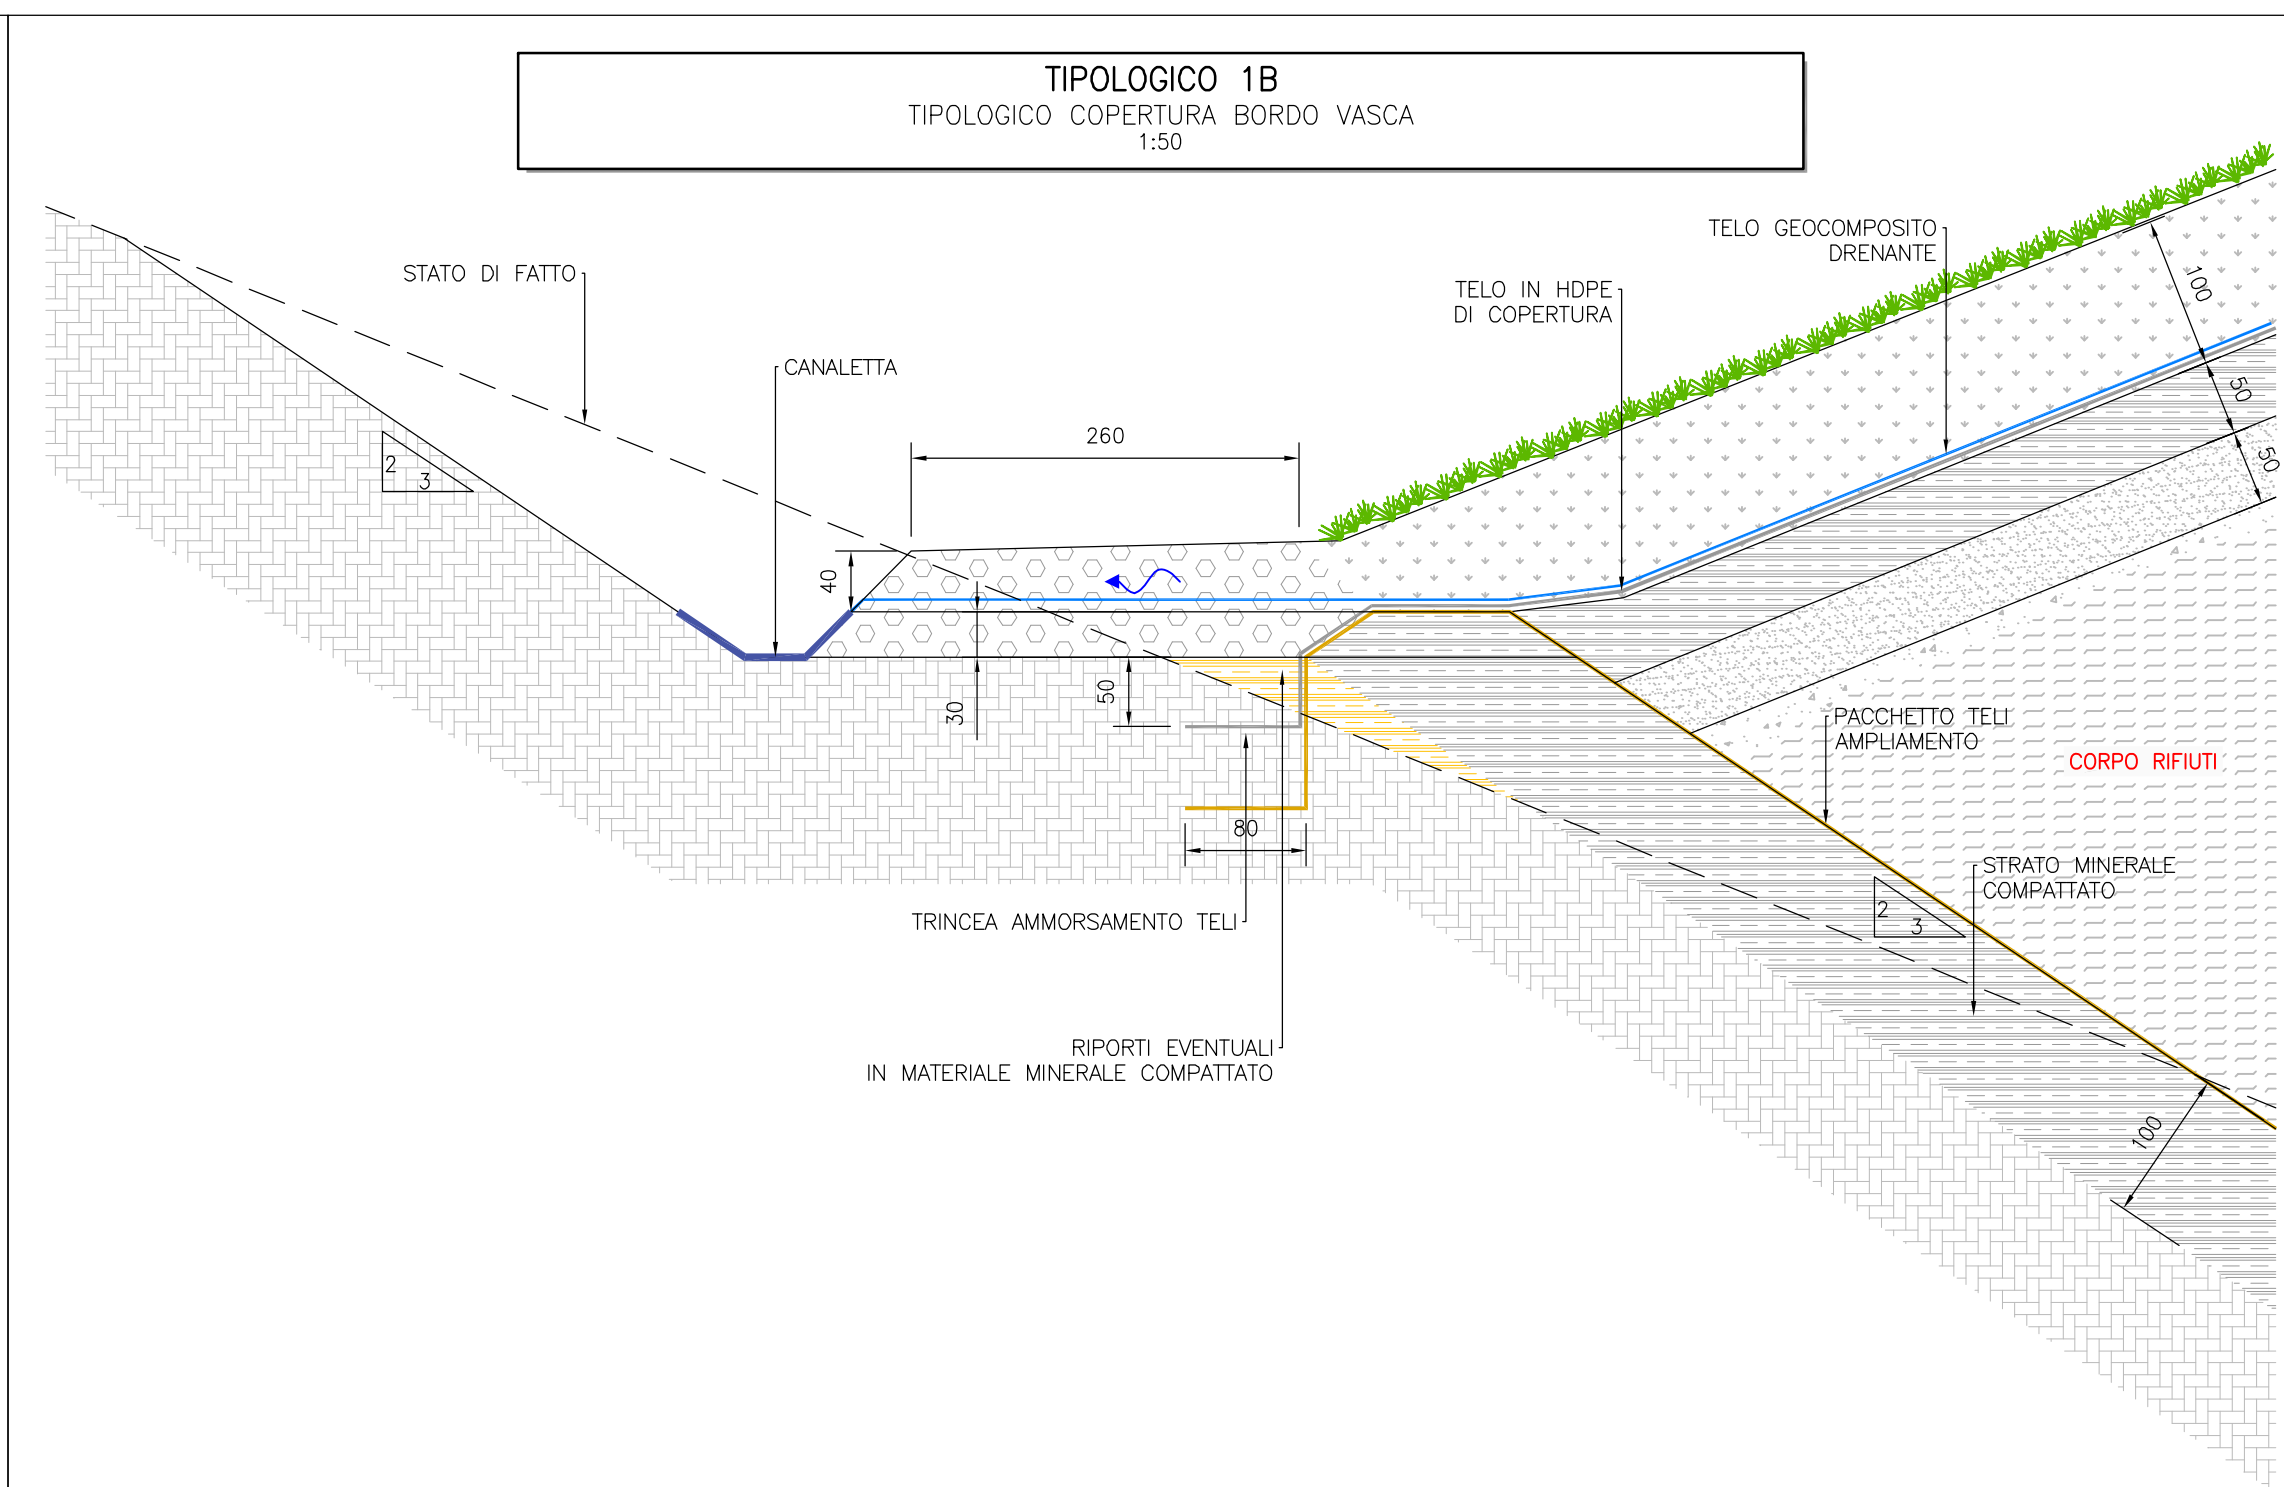 TIPOLOGICO 1B
TIPOLOGICO COPERTURA BORDO VASCA
1:50
STATO DI FATTO
TELO GEOCOMPOSITO
DRENANTE
TELO IN HDPE
DI COPERTURA
100
CANALETTA
50
260
2
3
50
40
30
50
PACCHETTO TELI
AMPLIAMENTO
CORPO RIFIUTI
80
STRATO MINERALE
COMPATTATO
2
3
TRINCEA AMMORSAMENTO TELI
RIPORTI EVENTUALI
IN MATERIALE MINERALE COMPATTATO
100